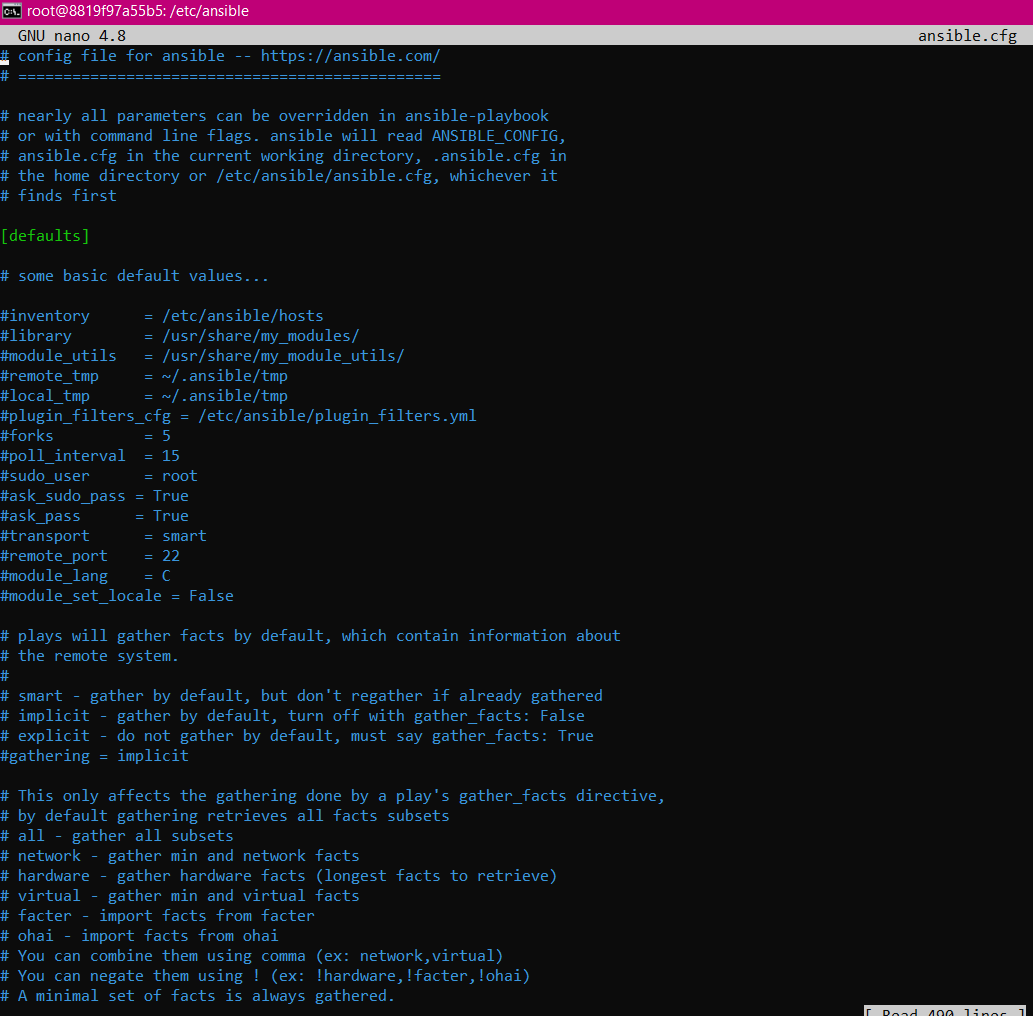 root@8819f97a55b5: /etc/ansible
GNU nano 4.8 ansible.cfg
# config file for ansible -- https://ansible.com/
# ===============================================
# nearly all parameters can be overridden in ansible-playbook
# or with command line flags. ansible will read ANSIBLE_CONFIG,
# ansible.cfg in the current working directory, .ansible.cfg in
# the home directory or /etc/ansible/ansible.cfg, whichever it
# finds first
[defaults]
# some basic default values...
#inventory      = /etc/ansible/hosts
#library        = /usr/share/my_modules/
#module_utils   = /usr/share/my_module_utils/
#remote_tmp     = ~/.ansible/tmp
#local_tmp      = ~/.ansible/tmp
#plugin_filters_cfg = /etc/ansible/plugin_filters.yml
#forks          = 5
#poll_interval  = 15
#sudo_user      = root
#ask_sudo_pass = True
#ask_pass      = True
#transport      = smart
#remote_port    = 22
#module_lang    = C
#module_set_locale = False
# plays will gather facts by default, which contain information about
# the remote system.
#
# smart - gather by default, but don't regather if already gathered
# implicit - gather by default, turn off with gather_facts: False
# explicit - do not gather by default, must say gather_facts: True
#gathering = implicit
# This only affects the gathering done by a play's gather_facts directive,
# by default gathering retrieves all facts subsets
# all - gather all subsets
# network - gather min and network facts
# hardware - gather hardware facts (longest facts to retrieve)
# virtual - gather min and virtual facts
# facter - import facts from facter
# ohai - import facts from ohai
# You can combine them using comma (ex: network,virtual)
# You can negate them using ! (ex: !hardware,!facter,!ohai)
# A minimal set of facts is always gathered.
[ Read 490 lines ]